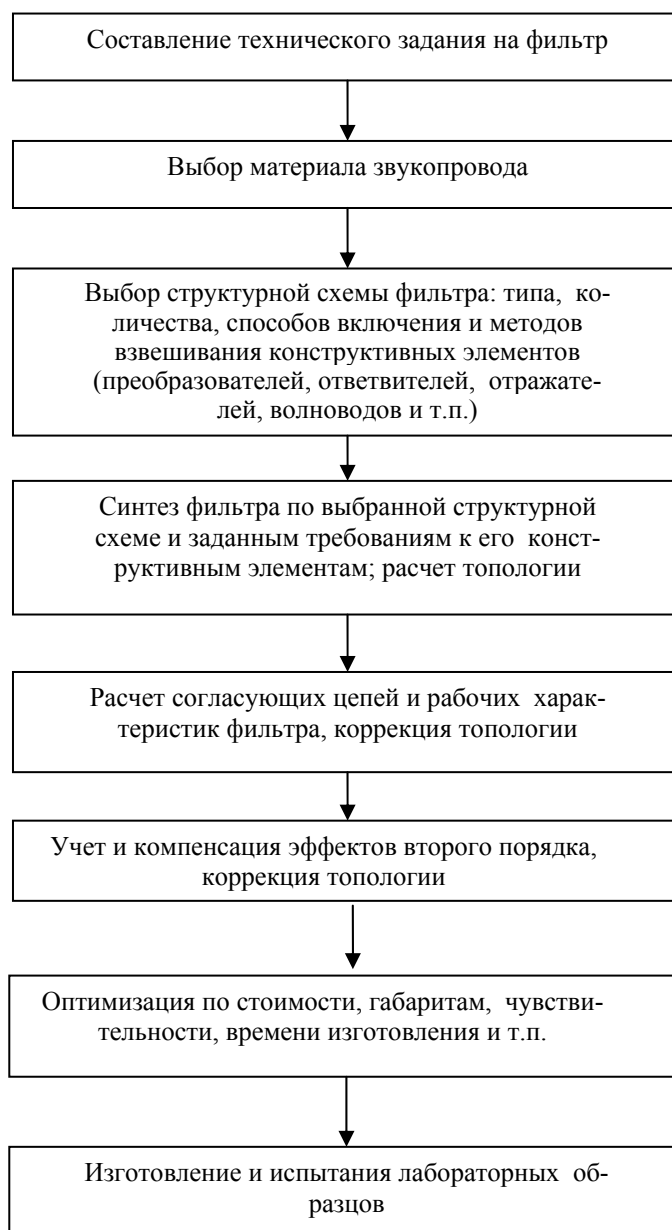 Составление технического задания на фильтр
Выбор материала звукопровода
Выбор структурной схемы фильтра: типа, ко-
личества, способов включения и методов
взвешивания конструктивных элементов
(преобразователей, ответвителей, отражате-
лей, волноводов и т.п.)
Синтез фильтра по выбранной структурной
схеме и заданным требованиям к его конст-
руктивным элементам; расчет топологии
Расчет согласующих цепей и рабочих харак-
теристик фильтра, коррекция топологии
Учет и компенсация эффектов второго порядка,
коррекция топологии
Оптимизация по стоимости, габаритам, чувстви-
тельности, времени изготовления и т.п.
Изготовление и испытания лабораторных об-
разцов